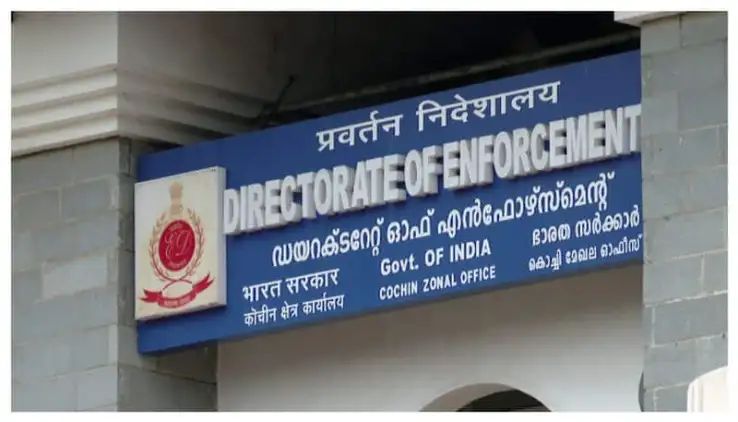 प्रवर्तन निदेशालय
DIRECTORATE OF ENFORCEMENT
ഡയറക്ടറേറ്റ് ഓഫ് എൻഫോഴ്സ്മെന്റ്
भारत सरकार
कोचीन क्षेत्र कार्यालय
Govt. OF INDIA
COCHIN ZONAL OFFICE
ഭാരത സർക്കാർ
കൊച്ചി മേഖല ഓഫീസ്
ED